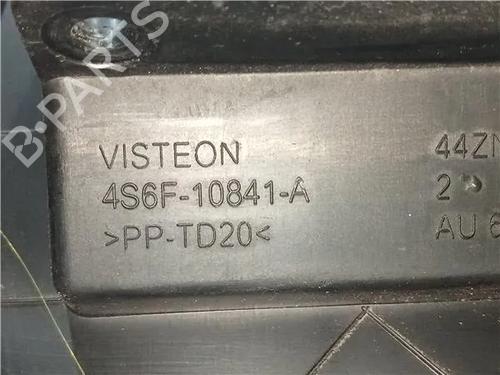 B-PARTS
VISTEON
4S6F-10841-A
>PP-TD20<
44ZN
2
AU 6